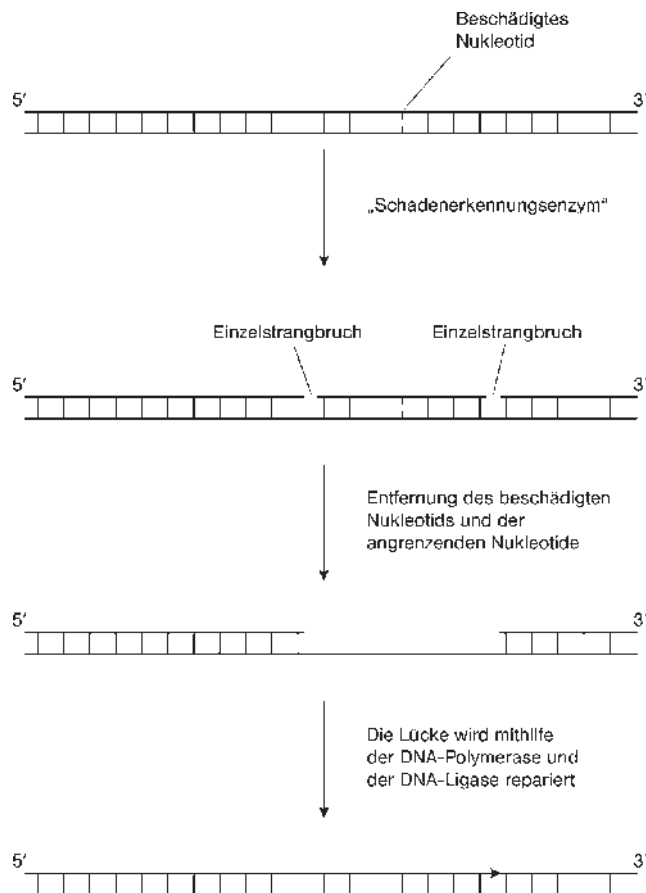 Beschädigtes
Nukleotid
5′
3′
„Schadenerkennungsenzym“
Einzelstrangbruch
Einzelstrangbruch
5′
3′
Entfernung des beschädigten
Nukleotids und der
angrenzenden Nukleotide
5′
3′
Die Lücke wird mithilfe
der DNA-Polymerase und
der DNA-Ligase repariert
5′
3′